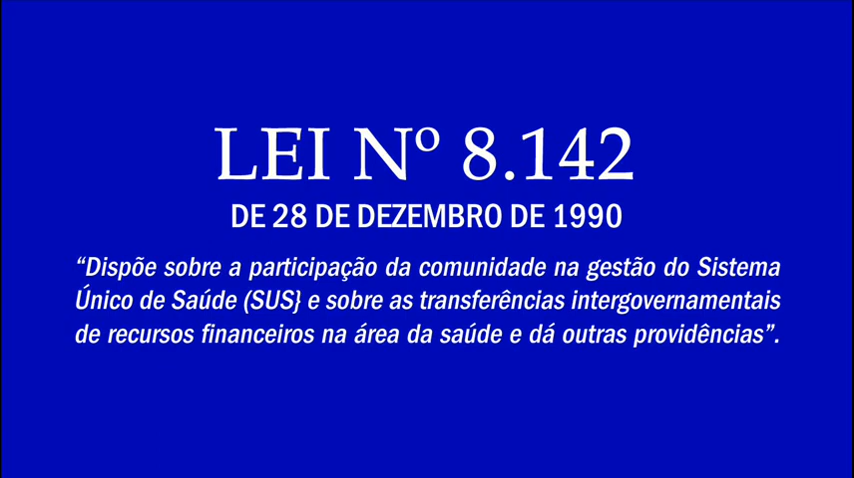 LEI Nº 8.142
DE 28 DE DEZEMBRO DE 1990
“Dispõe sobre a participação da comunidade na gestão do Sistema
Único de Saúde (SUS} e sobre as transferências intergovernamentais
de recursos financeiros na área da saúde e dá outras providências”.